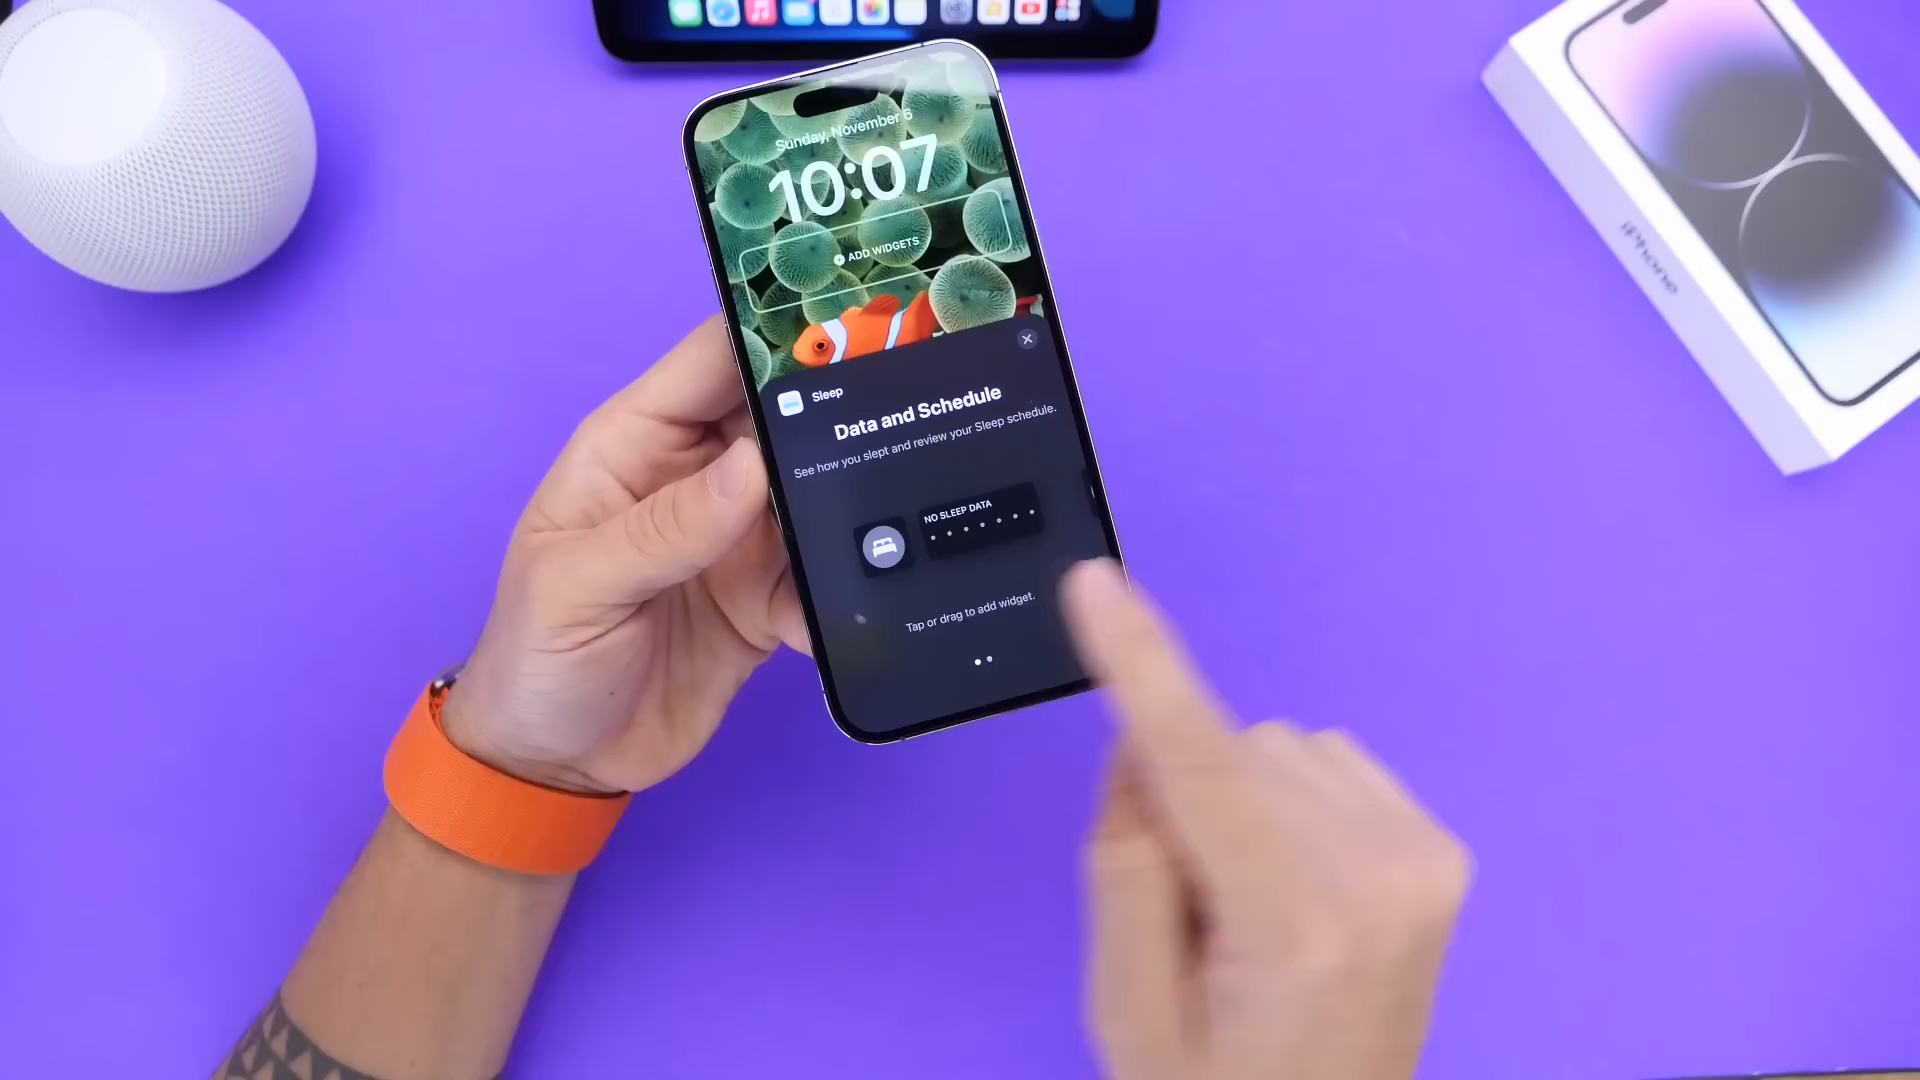 Sunday, November 6
10:07
ADD WIDGETS
Sleep
Data and Schedule
See how you slept and review your Sleep schedule.
NO SLEEP DATA
Tap or drag to add widget.
iPhone